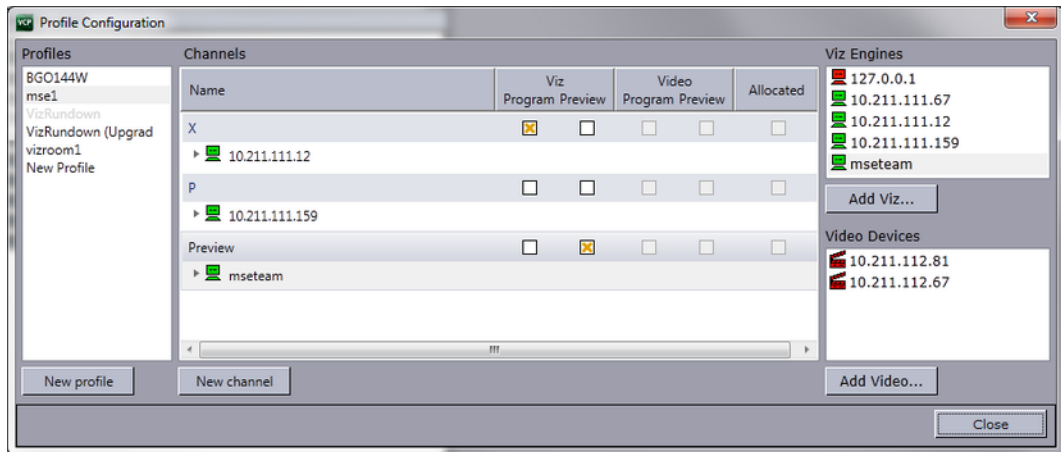 VCP Profile Configuration
Profiles
BGO144W
mse1
VizRundown
VizRundown (Upgrad
vizroom1
New Profile
New profile
Channels
Name
Viz
Program Preview
Video
Program Preview
Allocated
X
10.211.111.12
P
10.211.111.159
Preview
mseteam
New channel
Viz Engines
127.0.0.1
10.211.111.67
10.211.111.12
10.211.111.159
mseteam
Add Viz...
Video Devices
10.211.112.81
10.211.112.67
Add Video...
Close